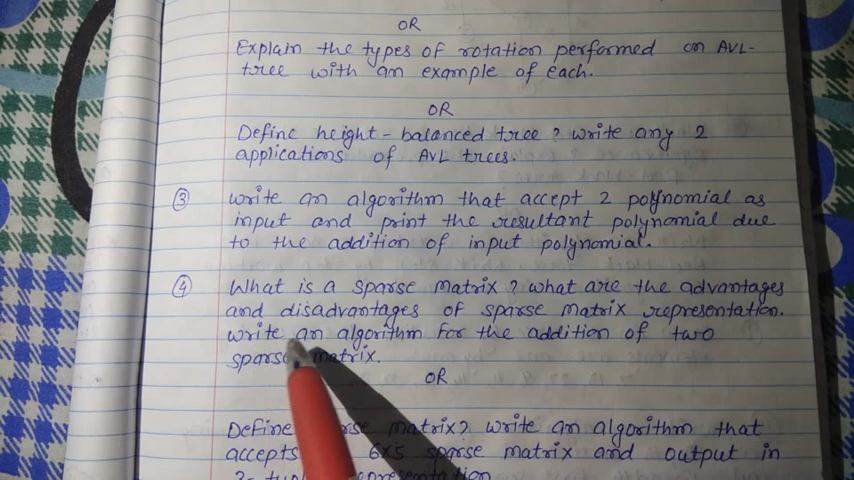 OR
Explain the types of rotation performed on AVL-
tree with an example of each.
OR
Define height-balanced tree? write any 2
applications of AVL trees.
③ write an algorithm that accept 2 polynomial as
input and print the resultant polynomial due
to the addition of input polynomial.
④ What is a sparse matrix? what are the advantages
and disadvantages of sparse matrix representation.
write an algorithm for the addition of two
sparse matrix.
OR
Define matrix? write an algorithm that
accepts 6x5 sparse matrix and output in